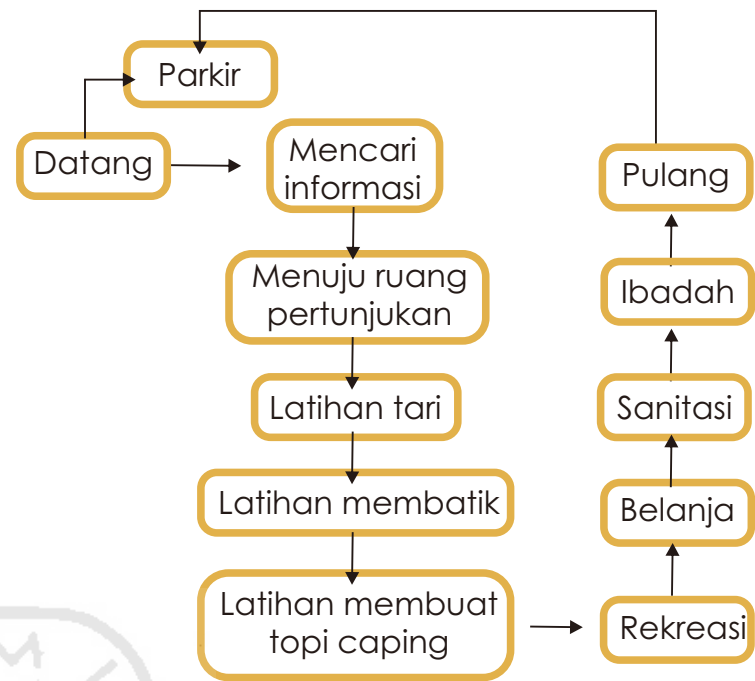 Parkir
Datang
Mencari
informasi
Menuju ruang
pertunjukan
Latihan tari
Latihan membatik
Latihan membuat
topi caping
Rekreasi
Belanja
Sanitasi
Ibadah
Pulang